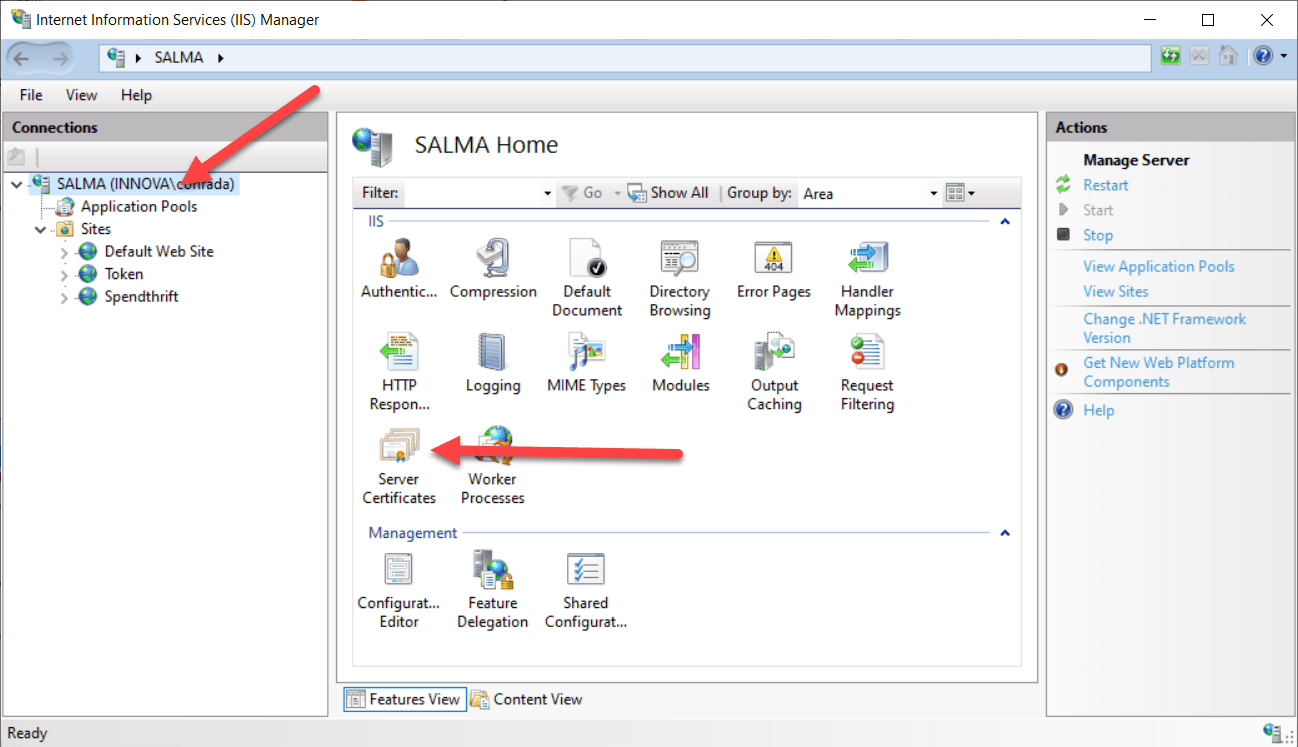 Internet Information Services (IIS) Manager
SALMA
File View Help
Connections
SALMA (INNOVA\conrada)
Application Pools
Sites
Default Web Site
Token
Spendthrift
SALMA Home
Filter: Go Show All Group by: Area
IIS
Authentic... Compression Default Document Directory Browsing Error Pages Handler Mappings
404
HTTP Respon... Logging MIME Types Modules Output Caching Request Filtering
Server Certificates Worker Processes
Management
Configurat... Editor Feature Delegation Shared Configurat...
Features View Content View
Actions
Manage Server
Restart
Start
Stop
View Application Pools
View Sites
Change .NET Framework
Version
Get New Web Platform
Components
Help
Ready